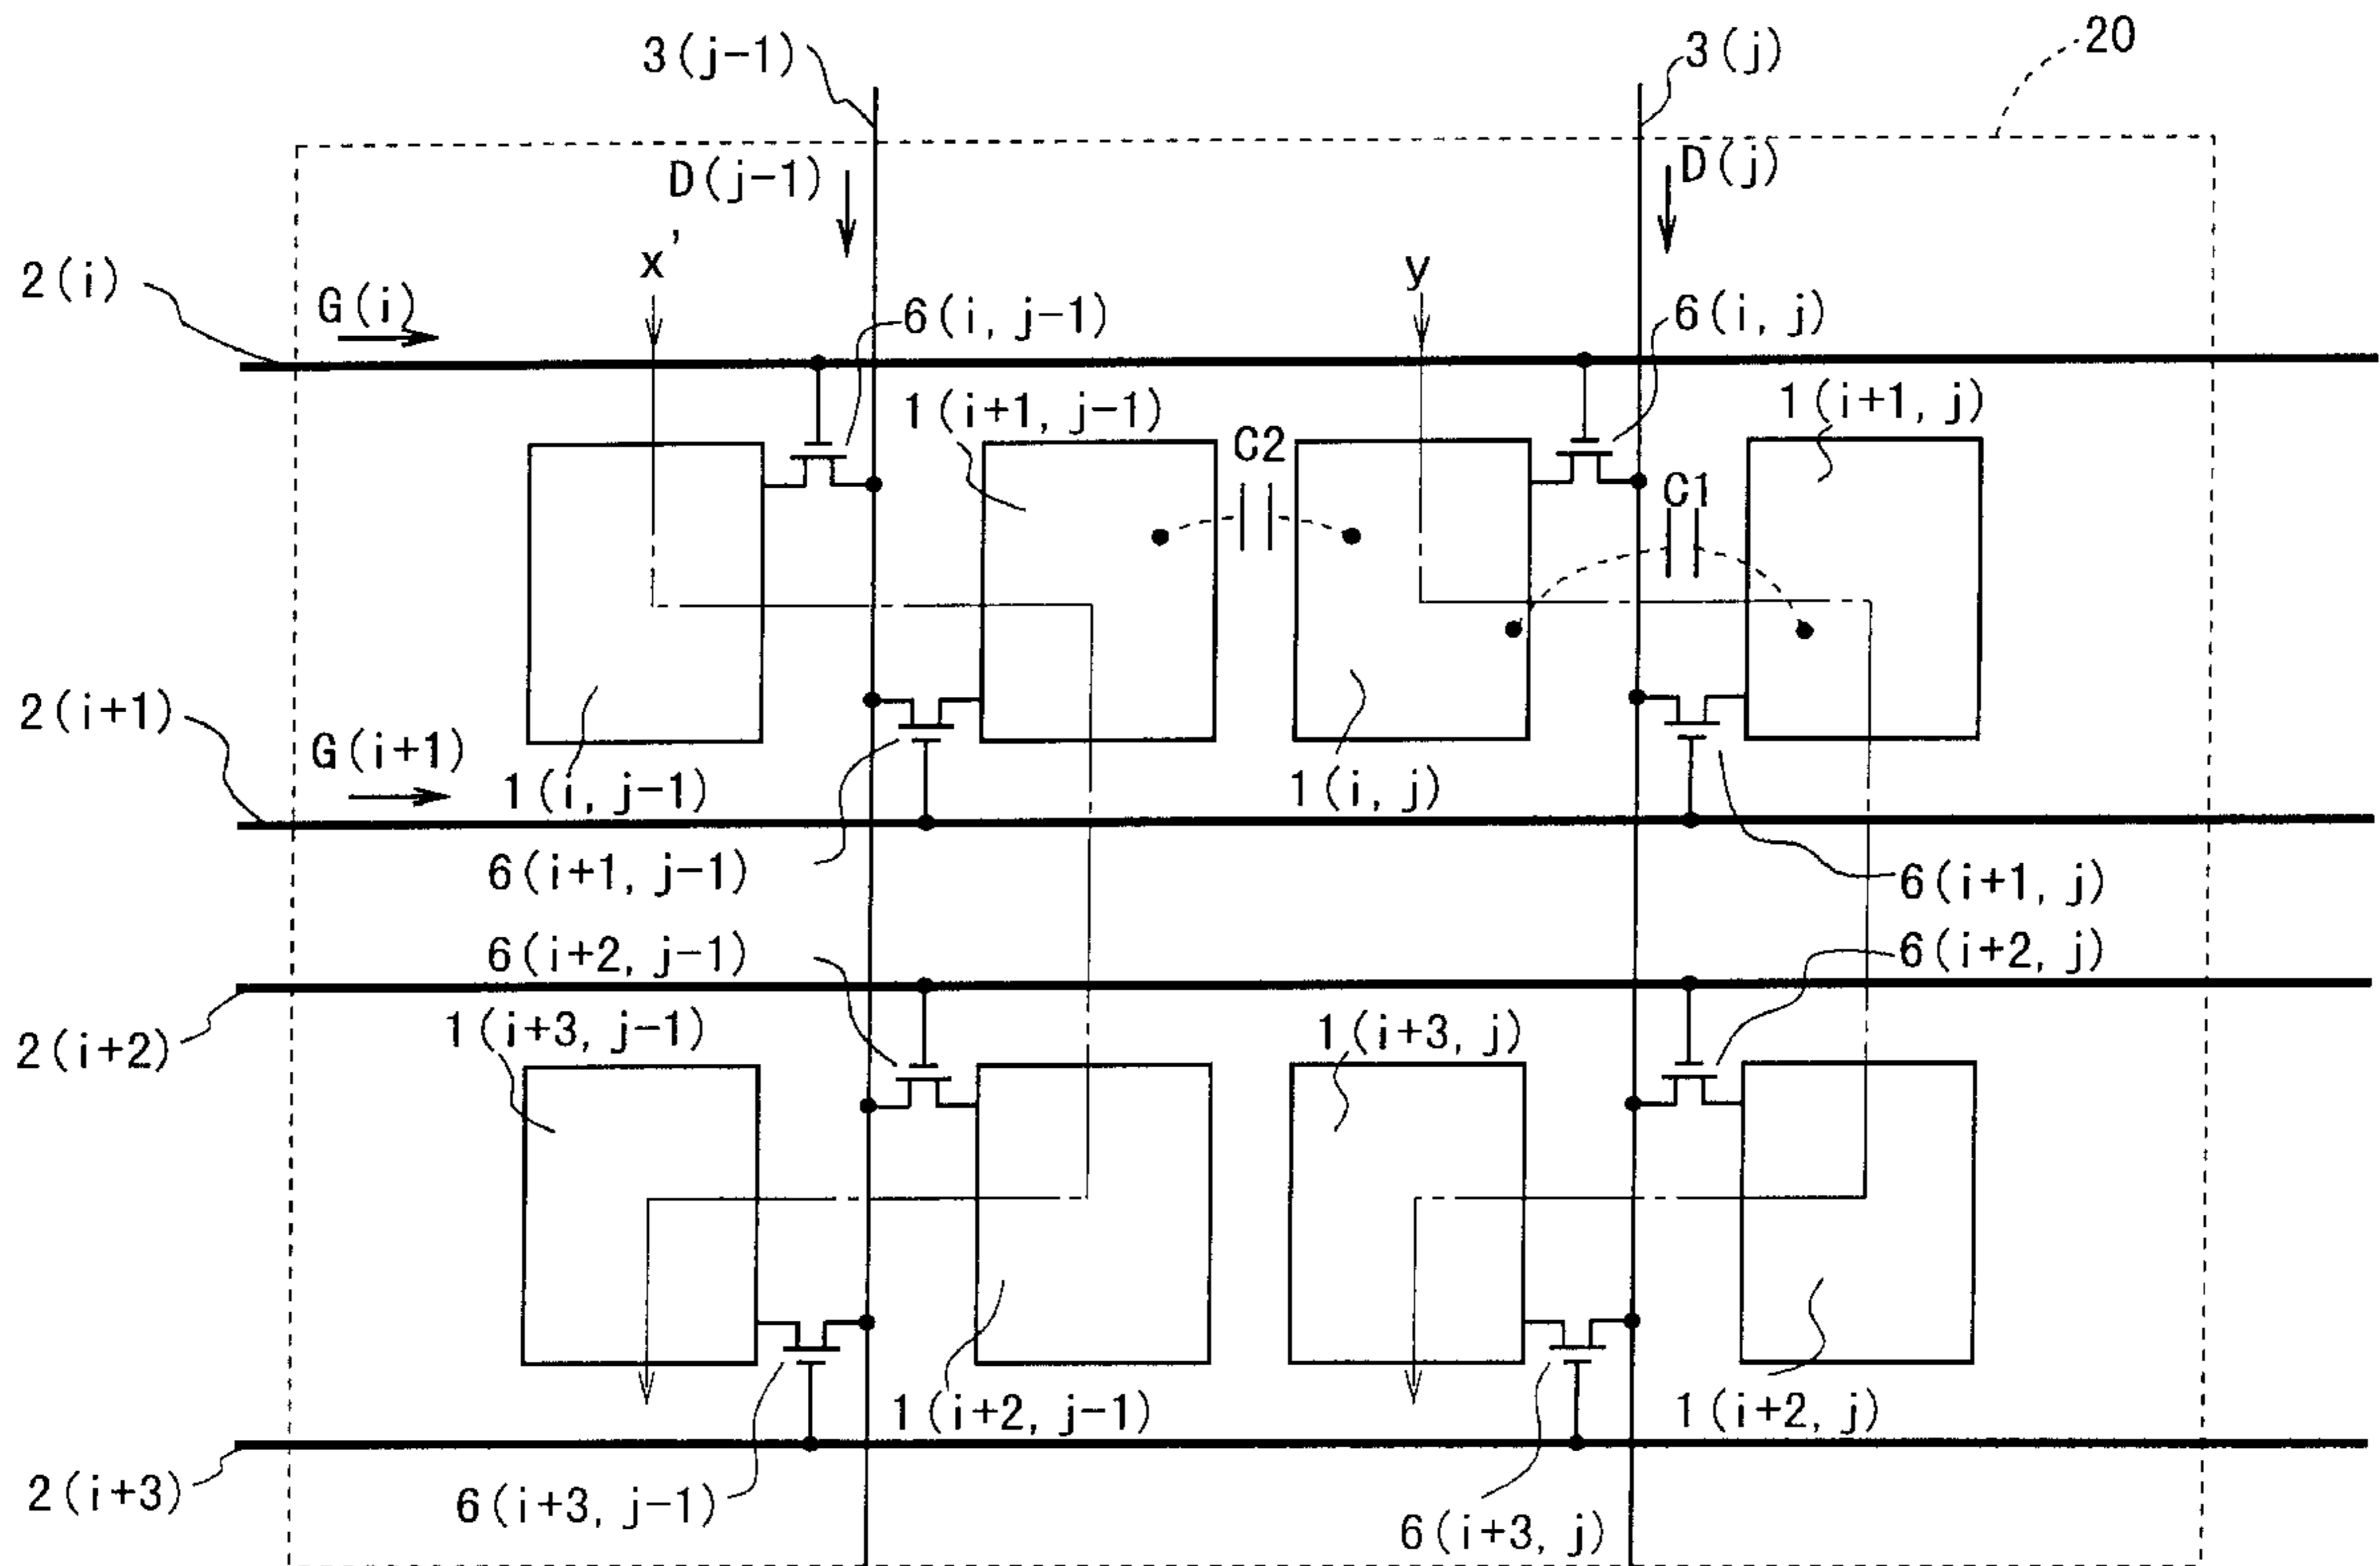 20
3(j-1)
3(j)
D(j-1)
D(j)
x'
y
2(i)
G(i)
6(i, j-1)
6(i, j)
1(i+1, j-1)
1(i+1, j)
C2
C1
2(i+1)
G(i+1)
1(i, j-1)
1(i, j)
6(i+1, j-1)
6(i+1, j)
6(i+2, j-1)
6(i+2, j)
2(i+2)
1(i+3, j-1)
1(i+3, j)
1(i+2, j-1)
1(i+2, j)
2(i+3)
6(i+3, j-1)
6(i+3, j)